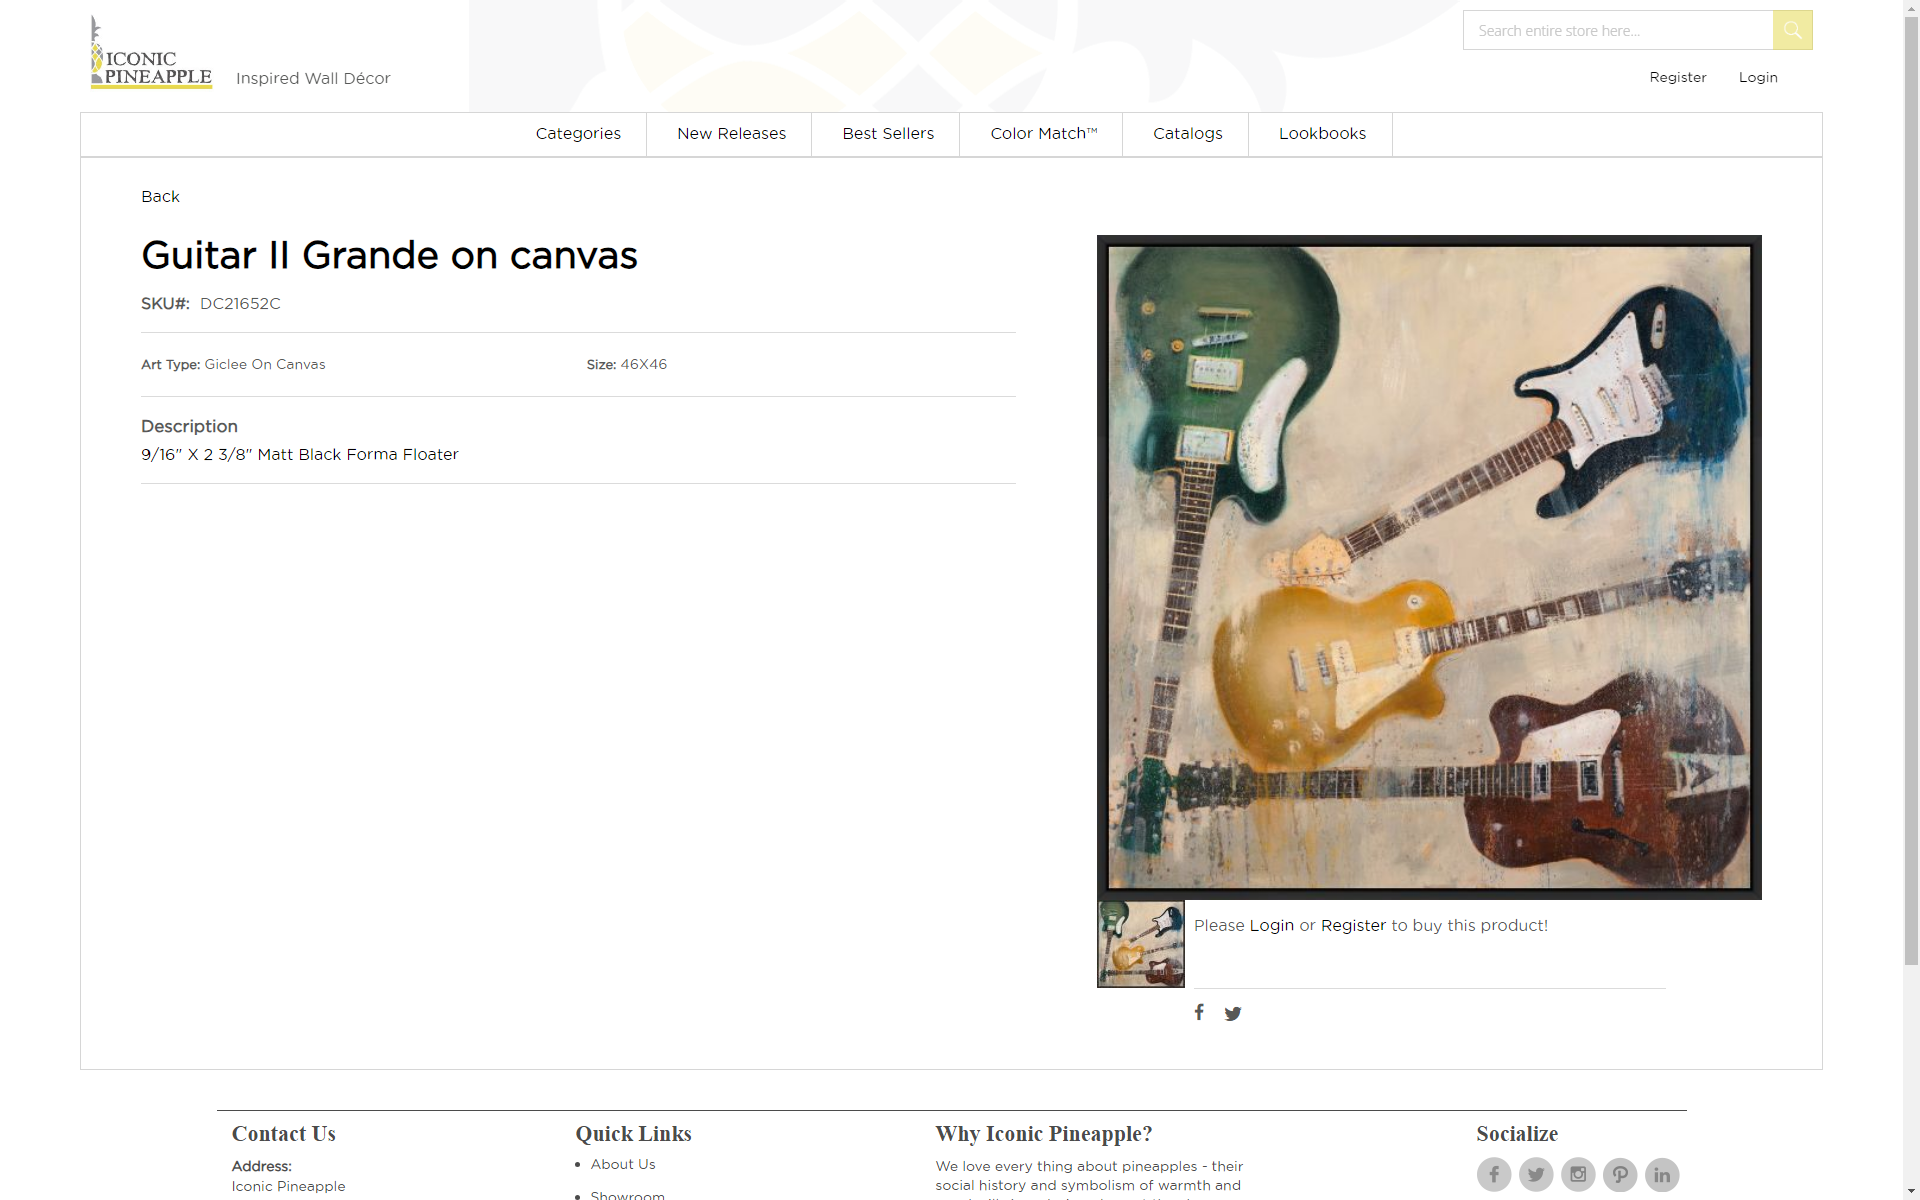 ICONIC
PINEAPPLE
Inspired Wall Décor
Search entire store here...
Register
Login
Categories
New Releases
Best Sellers
Color Match™
Catalogs
Lookbooks
Back
Guitar II Grande on canvas
SKU#: DC21652C
Art Type: Giclee On Canvas
Size: 46X46
Description
9/16" X 2 3/8" Matt Black Forma Floater
Please Login or Register to buy this product!
Contact Us
Address:
Iconic Pineapple
Quick Links
About Us
Showroom
Why Iconic Pineapple?
We love every thing about pineapples - their
social history and symbolism of warmth and
Socialize